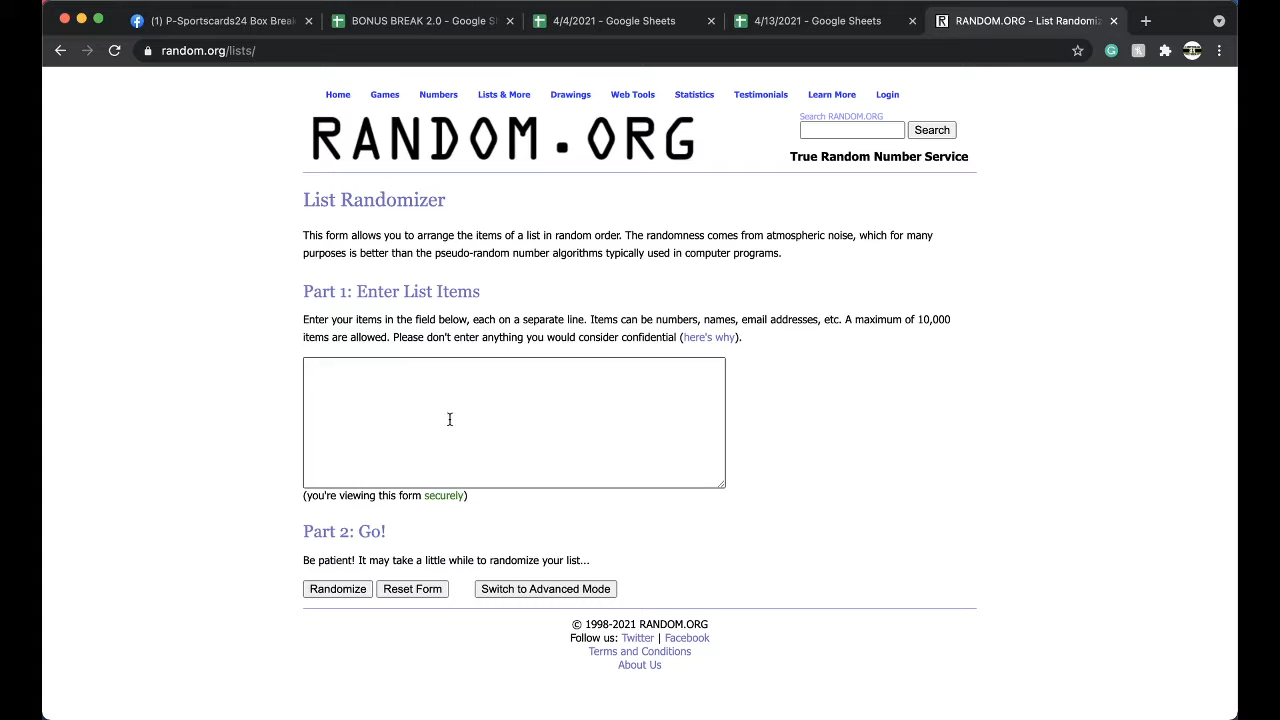 (1) P-Sportscards24 Box Break
BONUS BREAK 2.0 - Google S
4/4/2021 - Google Sheets
4/13/2021 - Google Sheets
RANDOM.ORG - List Randomiz
random.org/lists/
Home Games Numbers Lists & More Drawings Web Tools Statistics Testimonials Learn More Login
RANDOM.ORG
Search RANDOM.ORG
Search
True Random Number Service
List Randomizer
This form allows you to arrange the items of a list in random order. The randomness comes from atmospheric noise, which for many
purposes is better than the pseudo-random number algorithms typically used in computer programs.
Part 1: Enter List Items
Enter your items in the field below, each on a separate line. Items can be numbers, names, email addresses, etc. A maximum of 10,000
items are allowed. Please don't enter anything you would consider confidential (here's why).
(you're viewing this form securely)
Part 2: Go!
Be patient! It may take a little while to randomize your list...
Randomize Reset Form Switch to Advanced Mode
© 1998-2021 RANDOM.ORG
Follow us: Twitter | Facebook
Terms and Conditions
About Us